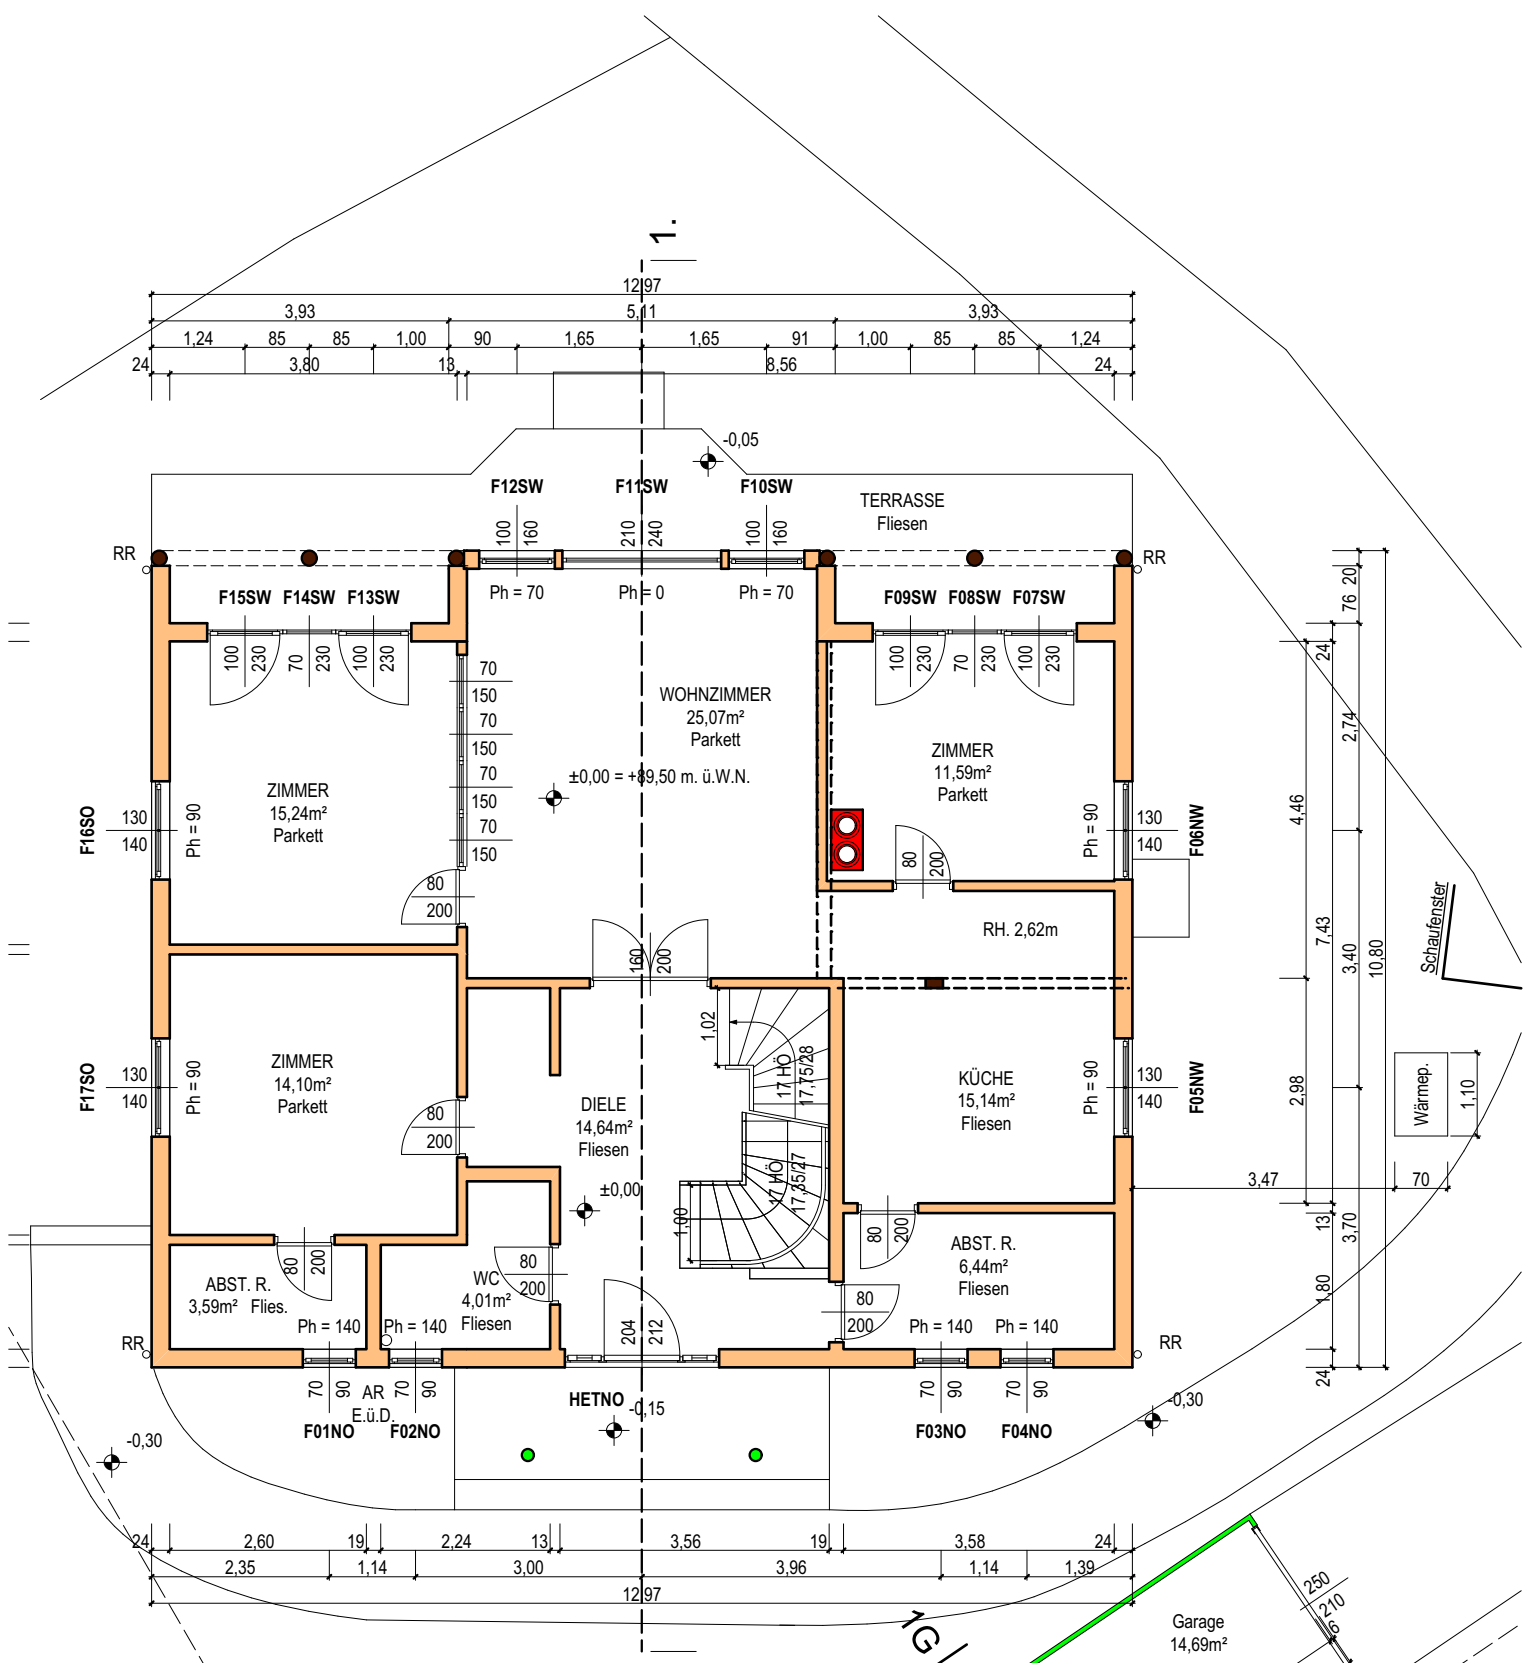 1.
12,97
3,93
5,11
3,93
1,24
85
85
1,00
90
1,65
1,65
91
1,00
85
85
1,24
24
3,80
13
8,56
24
-0,05
F12SW
F11SW
F10SW
TERRASSE
Fliesen
100
160
210
240
100
160
RR
RR
F15SW
F14SW
F13SW
Ph = 70
Ph = 0
Ph = 70
F09SW
F08SW
F07SW
20
76
100
230
70
230
100
230
100
230
70
230
100
230
24
70
150
70
150
70
150
70
150
WOHNZIMMER
25,07m²
Parkett
ZIMMER
11,59m²
Parkett
2,74
±0,00 = +89,50 m. ü.W.N.
ZIMMER
15,24m²
Parkett
F16SO
130
140
Ph = 90
Ph = 90
130
140
F06NW
4,46
80
200
80
200
RH. 2,62m
7,43
3,40
10,80
Schaufenster
160
200
1,02
17 HÖ
17,75/28
ZIMMER
14,10m²
Parkett
F17SO
130
140
Ph = 90
KÜCHE
15,14m²
Fliesen
Ph = 90
130
140
F05NW
2,98
Wärmep.
1,10
80
200
DIELE
14,64m²
Fliesen
17 HÖ
17,35/27
±0,00
1,00
3,47
70
80
200
13
3,70
80
200
ABST. R.
6,44m²
Fliesen
ABST. R.
3,59m² Flies.
WC
4,01m²
Fliesen
80
200
80
200
1,80
Ph = 140
Ph = 140
204
212
Ph = 140
Ph = 140
RR
RR
24
70
90
AR
E.ü.D.
70
90
HETNO
-0,15
70
90
70
90
-0,30
F01NO
F02NO
F03NO
F04NO
-0,30
24
2,60
19
2,24
13
3,56
19
3,58
24
2,35
1,14
3,00
3,96
1,14
1,39
12,97
250
210
6
Garage
14,69m²
1G